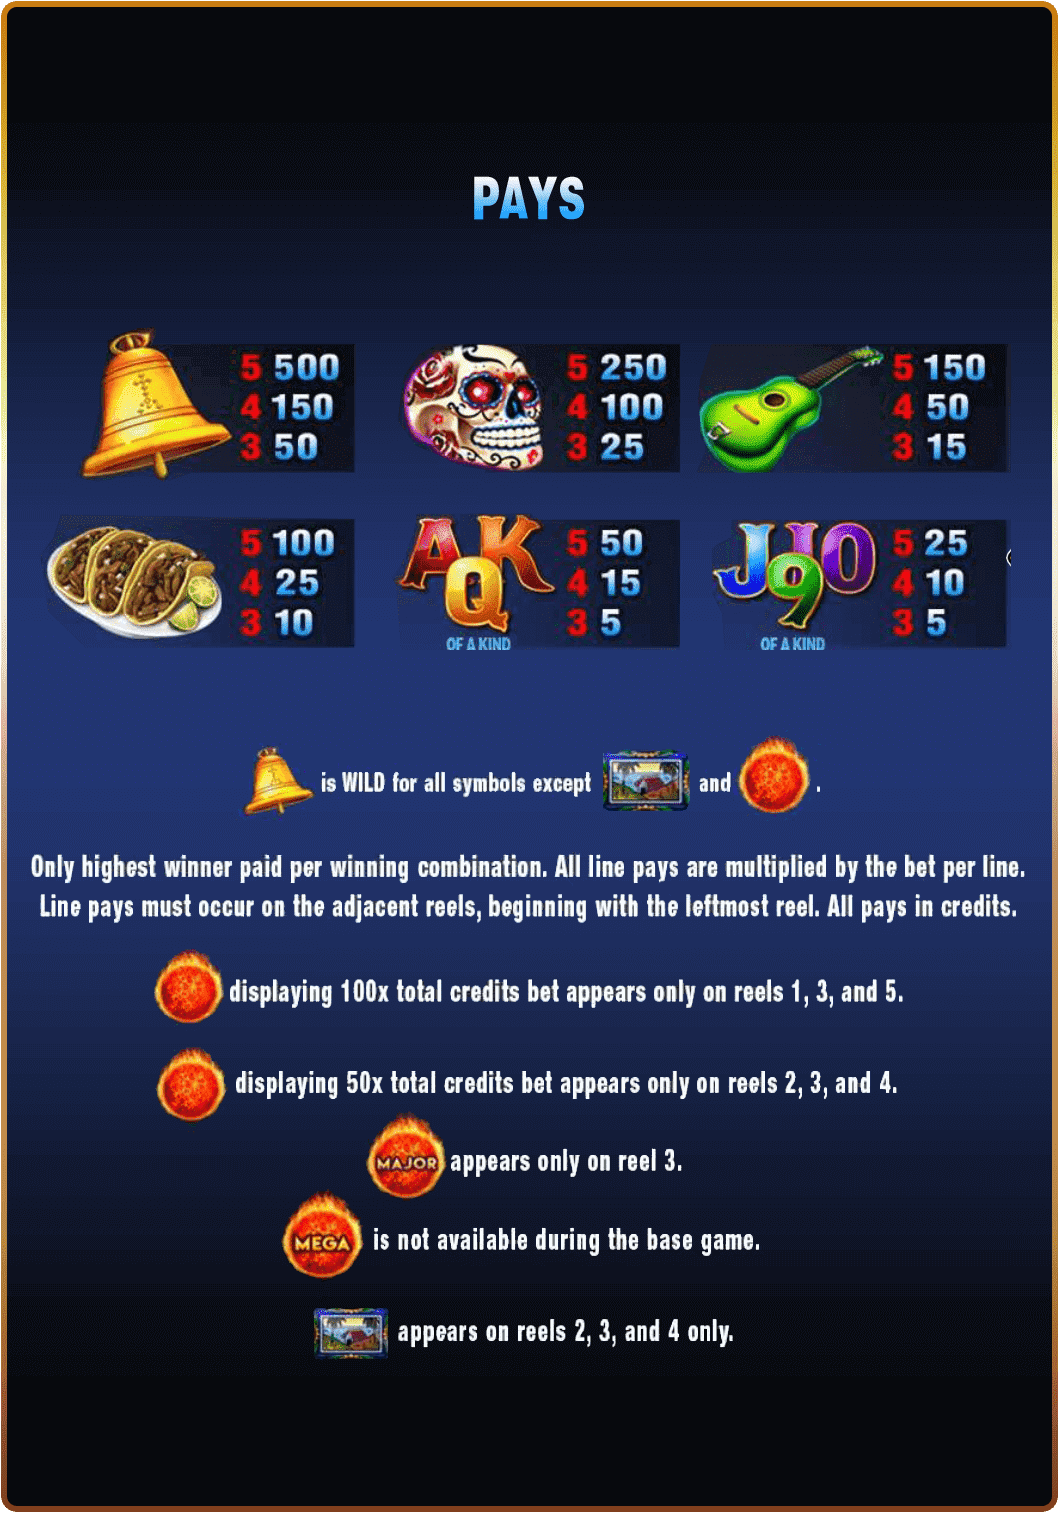 PAYS
5 500
4 150
3 50
5 250
4 100
3 25
5 150
4 50
3 15
5 100
4 25
3 10
A K
Q
OF A KIND
5 50
4 15
3 5
J 10
9
OF A KIND
5 25
4 10
3 5
is WILD for all symbols except and .
Only highest winner paid per winning combination. All line pays are multiplied by the bet per line.
Line pays must occur on the adjacent reels, beginning with the leftmost reel. All pays in credits.
displaying 100x total credits bet appears only on reels 1, 3, and 5.
displaying 50x total credits bet appears only on reels 2, 3, and 4.
MAJOR appears only on reel 3.
MEGA is not available during the base game.
appears on reels 2, 3, and 4 only.